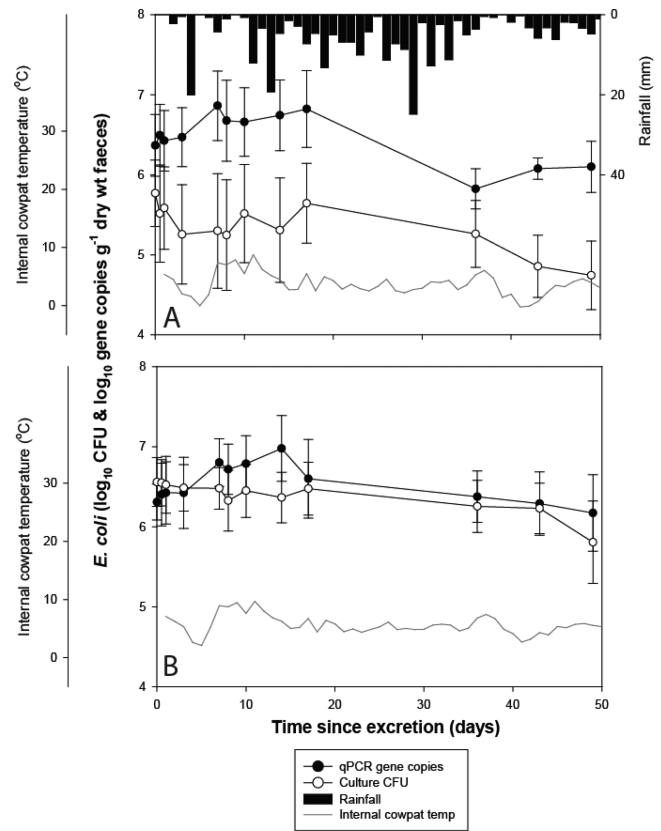 8 0
7 20
6 40
5
4
30
20
10
0
Internal cowpat temperature (°C)
Rainfall (mm)
A
E. coli (log10 CFU & log10 gene copies g-1 dry wt faeces)
8
7
6
5
4
30
20
10
0
Internal cowpat temperature (°C)
B
0 10 20 30 40 50
Time since excretion (days)
qPCR gene copies
Culture CFU
Rainfall
Internal cowpat temp